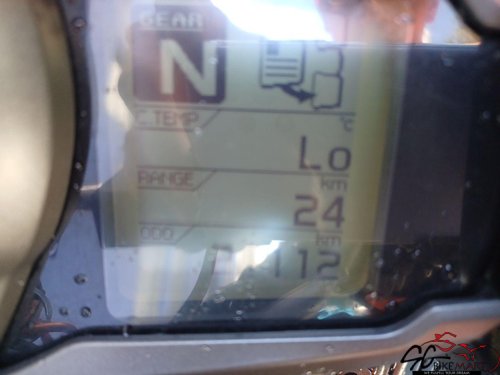 GEAR
N
C.TEMP °C
Lo
RANGE km
24
ODO km
112